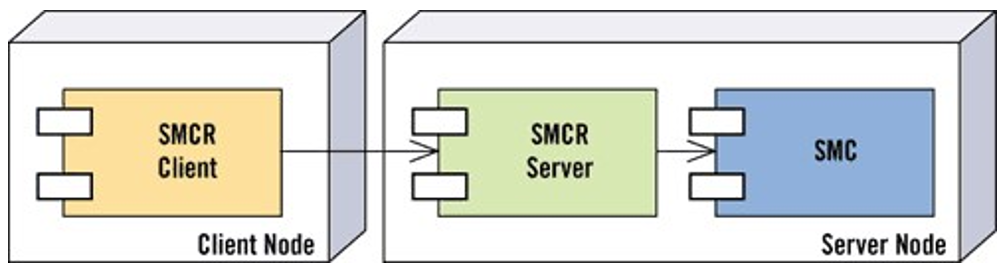 SMCR
Client
Client Node
SMCR
Server
SMC
Server Node